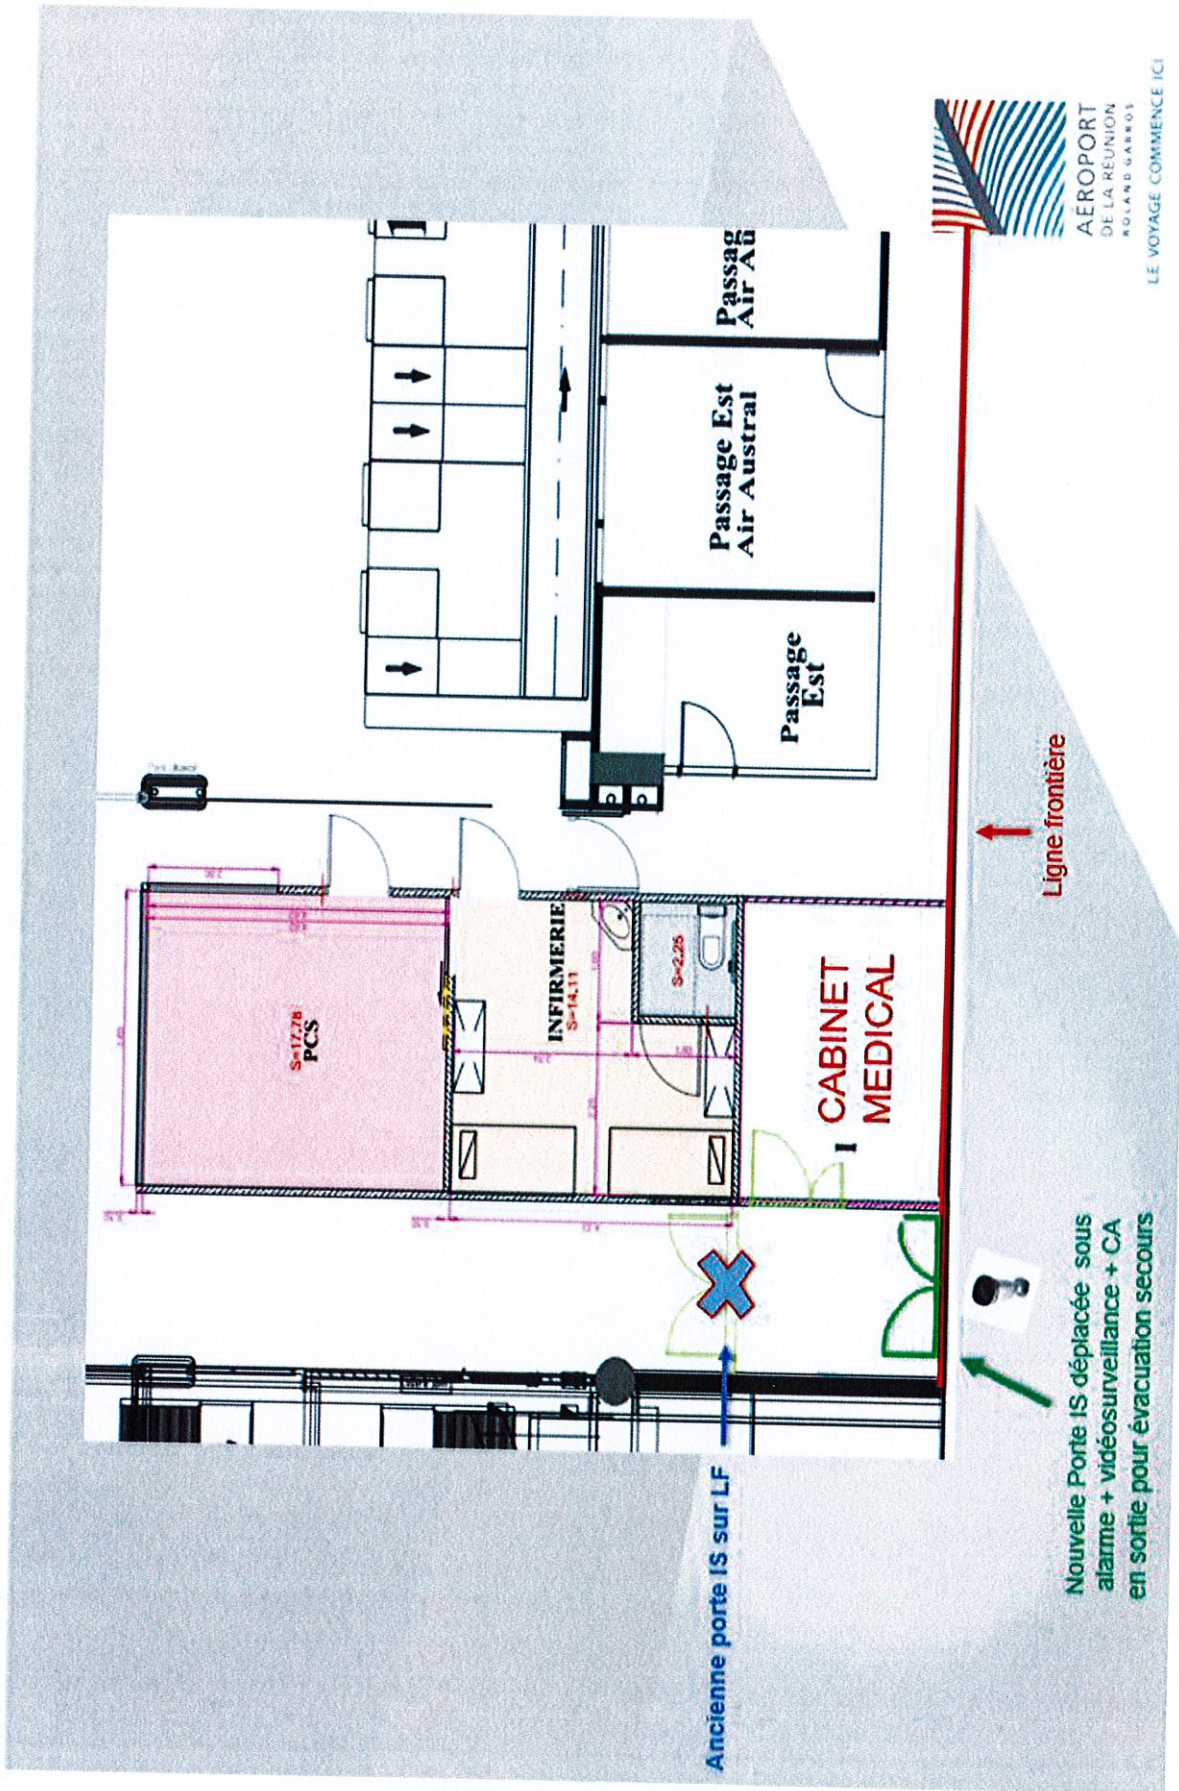 S=17.78
PCS
INFIRMERIE
S=14.11
S=2.25
CABINET
MEDICAL
I
1
Passage
Est
Passage Est
Air Austral
Passag
Air Au
Ancienne porte IS sur LF
Nouvelle Porte IS déplacée sous
alarme + vidéosurveillance + CA
en sortie pour évacuation secours
Ligne frontière
AÉROPORT
DE LA RÉUNION
ROLAND GARROS
LE VOYAGE COMMENCE ICI